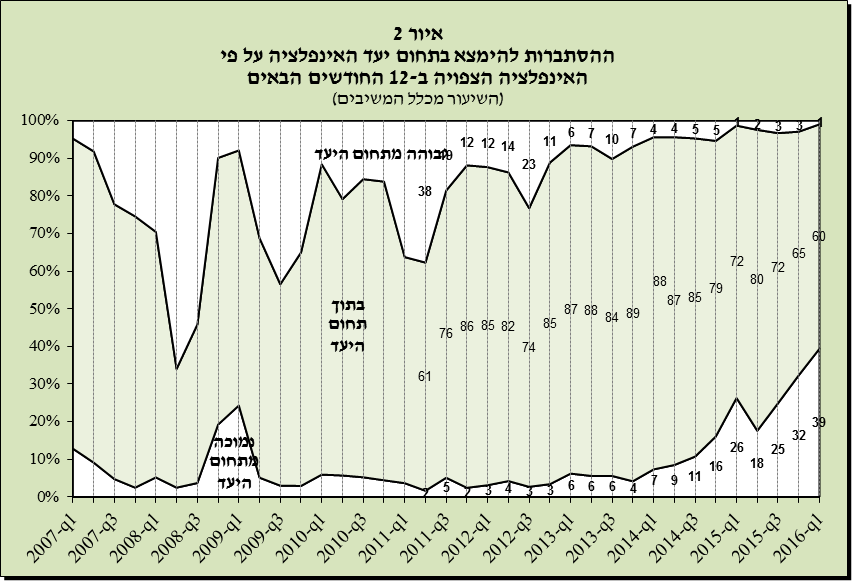 איור 2
ההסתברות להימצא בתחום יעד האינפלציה על פי
האינפלציה הצפויה ב-12 החודשים הבאים
(השיעור מכלל המשיבים)
100%
90%
80%
70%
60%
50%
40%
30%
20%
10%
0%
גבוהה מתחום היעד
38 12 12 14 23 11 6 7 10 7 4 4 5 5 1 2 3 3 1
בתוך
תחום
היעד
61 76 86 85 82 74 85 87 88 84 89 88 87 85 79 72 80 72 65 60
נמוכה
מתחום
היעד
2 5 2 3 4 3 3 6 6 6 4 7 9 11 16 26 18 25 32 39
2007-q1 2007-q3 2008-q1 2008-q3 2009-q1 2009-q3 2010-q1 2010-q3 2011-q1 2011-q3 2012-q1 2012-q3 2013-q1 2013-q3 2014-q1 2014-q3 2015-q1 2015-q3 2016-q1